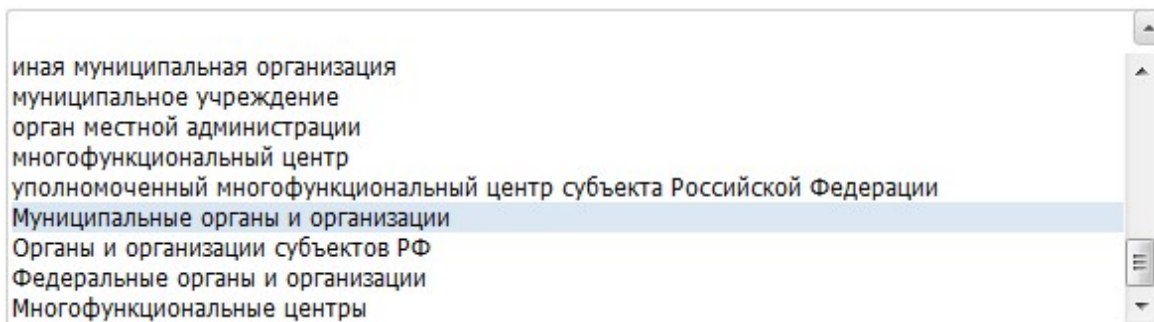 иная муниципальная организация
муниципальное учреждение
орган местной администрации
многофункциональный центр
уполномоченный многофункциональный центр субъекта Российской Федерации
Муниципальные органы и организации
Органы и организации субъектов РФ
Федеральные органы и организации
Многофункциональные центры